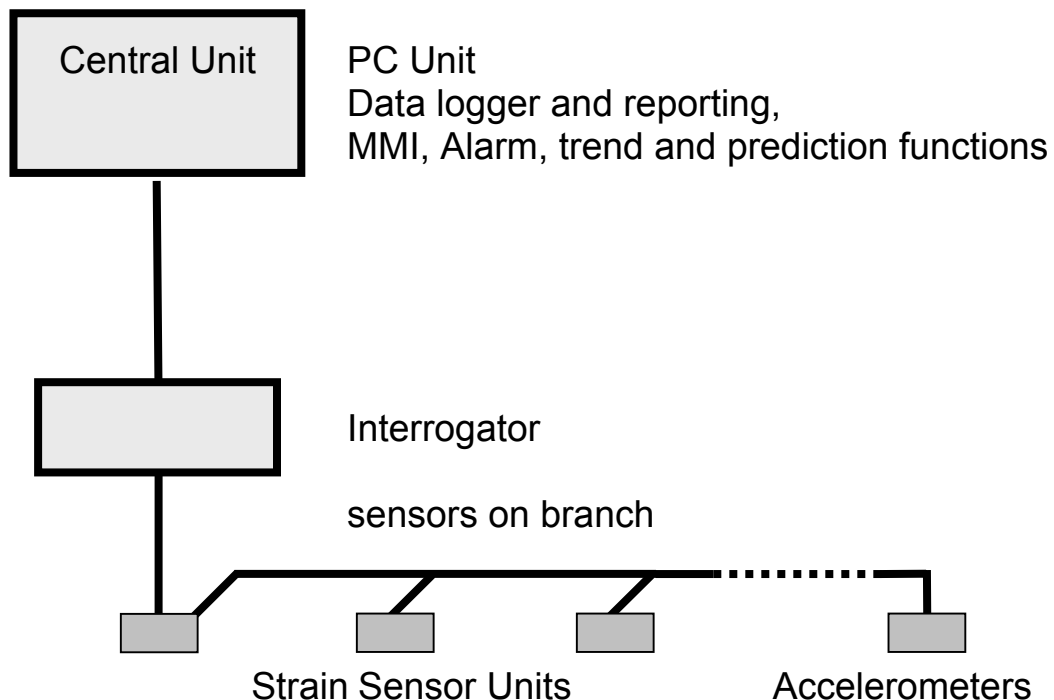 Central Unit
PC Unit
Data logger and reporting,
MMI, Alarm, trend and prediction functions
Interrogator
sensors on branch
Strain Sensor Units
Accelerometers